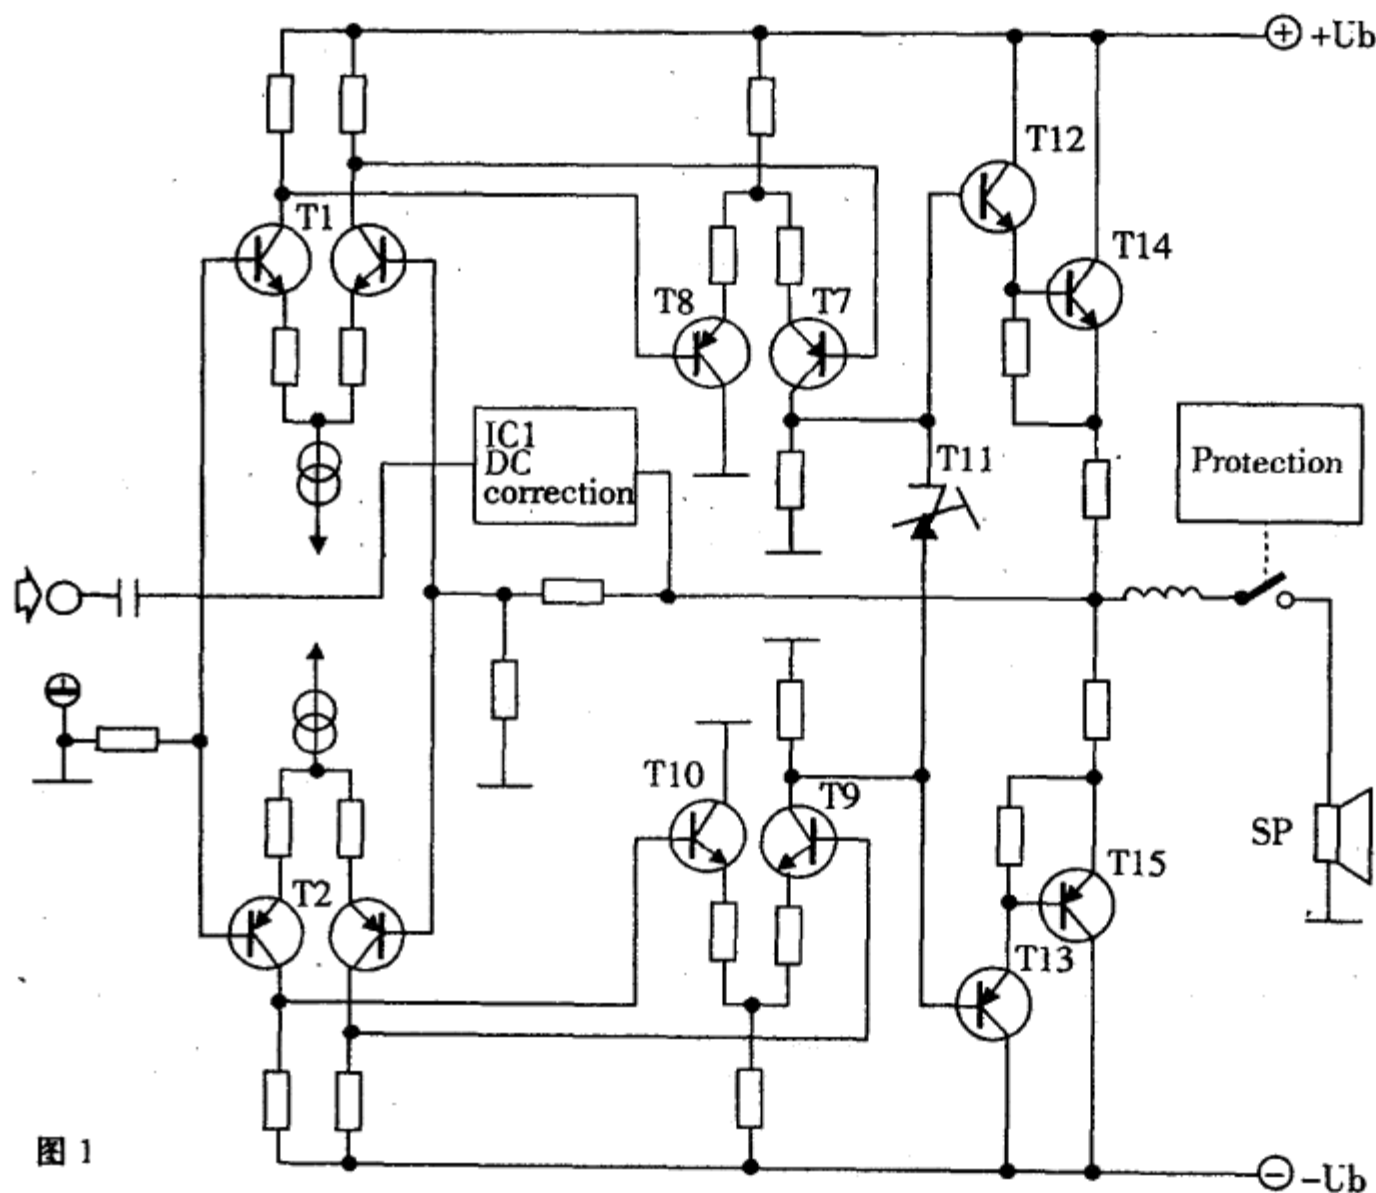 +Ub
T12
T1
T14
T8
T7
IC1
DC
correction
T11
Protection
T10
T9
SP
T2
T15
T13
图 1
-Ub